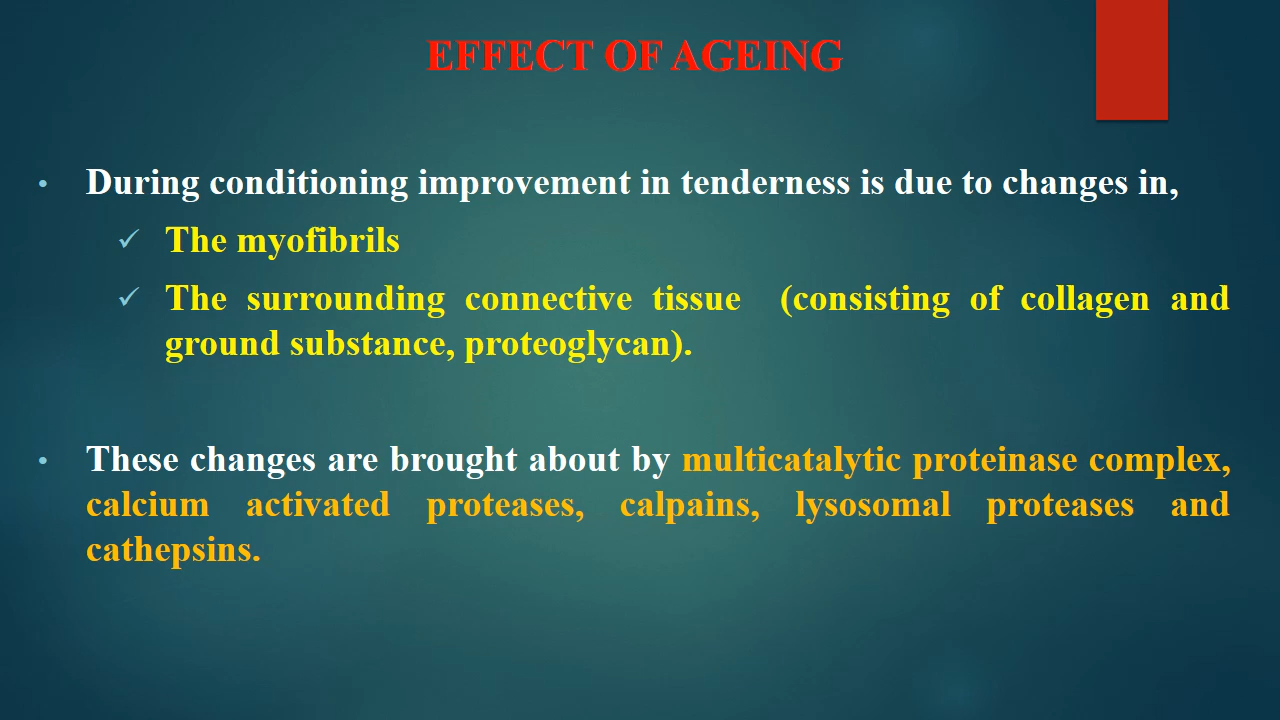 EFFECT OF AGEING
• During conditioning improvement in tenderness is due to changes in,
✓ The myofibrils
✓ The surrounding connective tissue (consisting of collagen and
ground substance, proteoglycan).
• These changes are brought about by multicatalytic proteinase complex,
calcium activated proteases, calpains, lysosomal proteases and
cathepsins.